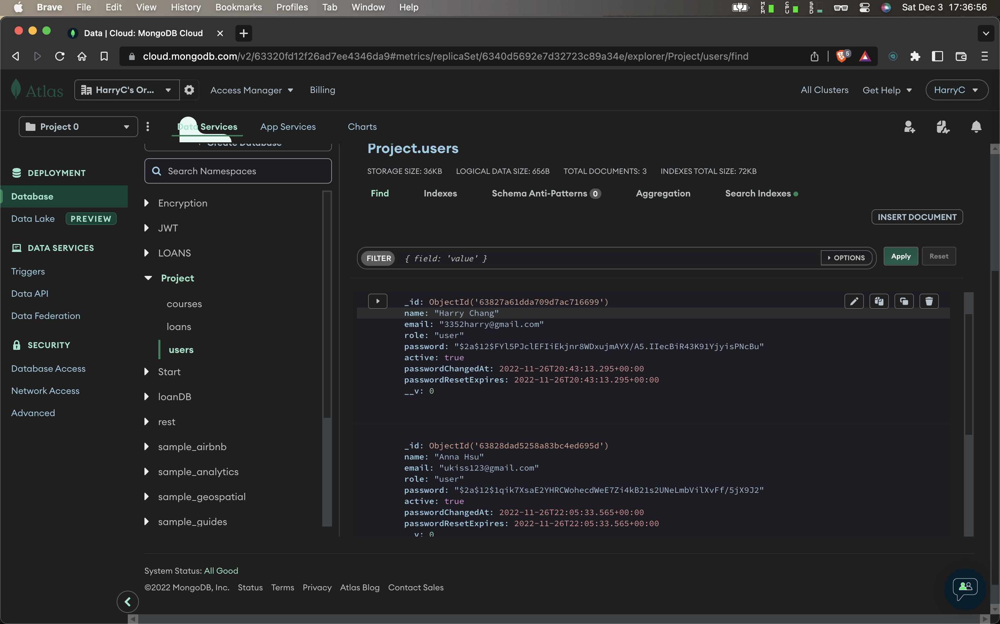 Brave File Edit View History Bookmarks Profiles Tab Window Help MEM CPU SSD Sat Dec 3 17:36:56
Data | Cloud: MongoDB Cloud
cloud.mongodb.com/v2/63320fd12f26ad7ee4346da9#metrics/replicaSet/6340d5692e7d32723c89a34e/explorer/Project/users/find 5
Atlas HarryC's Or... Access Manager Billing All Clusters Get Help HarryC
Project 0 Data Services App Services Charts
Create Database
Project.users
DEPLOYMENT
Database
Data Lake PREVIEW
DATA SERVICES
Triggers
Data API
Data Federation
SECURITY
Database Access
Network Access
Advanced
Search Namespaces
Encryption
JWT
LOANS
Project
courses
loans
users
Start
loanDB
rest
sample_airbnb
sample_analytics
sample_geospatial
sample_guides
STORAGE SIZE: 36KB LOGICAL DATA SIZE: 656B TOTAL DOCUMENTS: 3 INDEXES TOTAL SIZE: 72KB
Find Indexes Schema Anti-Patterns 0 Aggregation Search Indexes
INSERT DOCUMENT
FILTER { field: 'value' } OPTIONS Apply Reset
_id: ObjectId('63827a61dda709d7ac716699')
name: "Harry Chang"
email: "3352harry@gmail.com"
role: "user"
password: "$2a$12$FYl5PJclEFIiEkjnr8WDxujmAYX/A5.IIecBiR43K91YjyisPNcBu"
active: true
passwordChangedAt: 2022-11-26T20:43:13.295+00:00
passwordResetExpires: 2022-11-26T20:43:13.295+00:00
__v: 0
_id: ObjectId('63828dad5258a83bc4ed695d')
name: "Anna Hsu"
email: "ukiss123@gmail.com"
role: "user"
password: "$2a$12$1qik7XsaE2YHRCWohecdWeE7Zi4kB21s2UNeLmbVilXvFf/5jX9J2"
active: true
passwordChangedAt: 2022-11-26T22:05:33.565+00:00
passwordResetExpires: 2022-11-26T22:05:33.565+00:00
__v: 0
System Status: All Good
©2022 MongoDB, Inc. Status Terms Privacy Atlas Blog Contact Sales